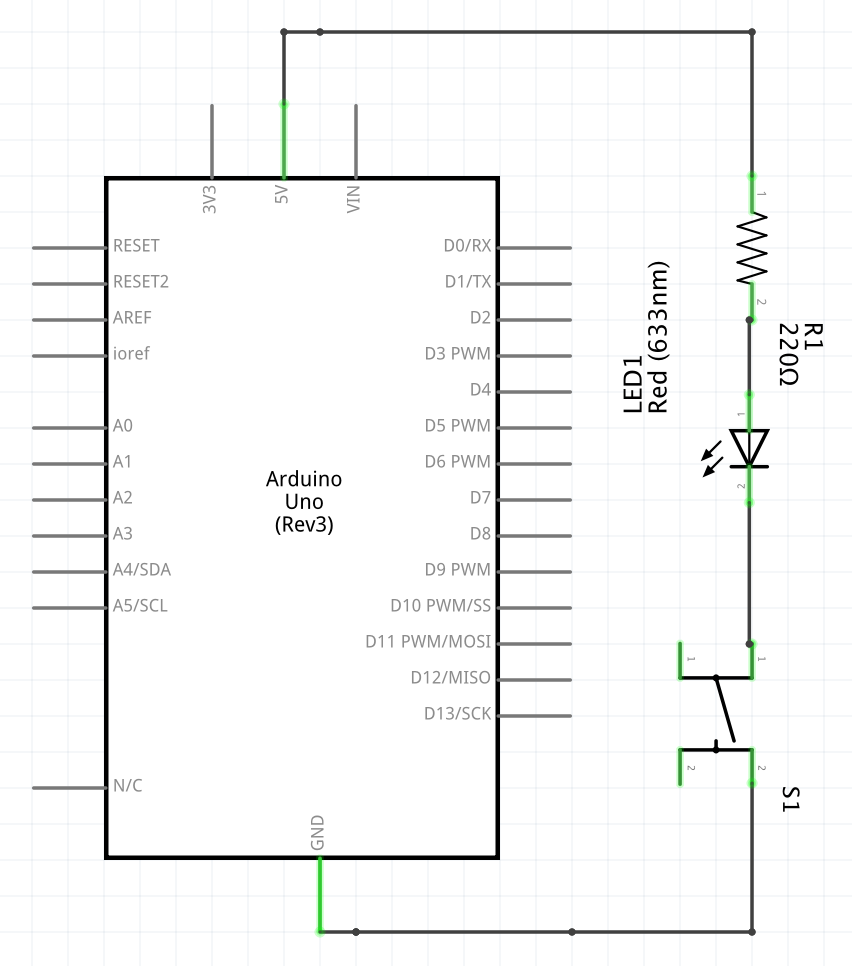 3V3
5V
VIN
RESET
RESET2
AREF
ioref
A0
A1
A2
A3
A4/SDA
A5/SCL
N/C
Arduino
Uno
(Rev3)
D0/RX
D1/TX
D2
D3 PWM
D4
D5 PWM
D6 PWM
D7
D8
D9 PWM
D10 PWM/SS
D11 PWM/MOSI
D12/MISO
D13/SCK
GND
1
2
R1
220Ω
LED1
Red (633nm)
1
2
1
1
2
2
S1